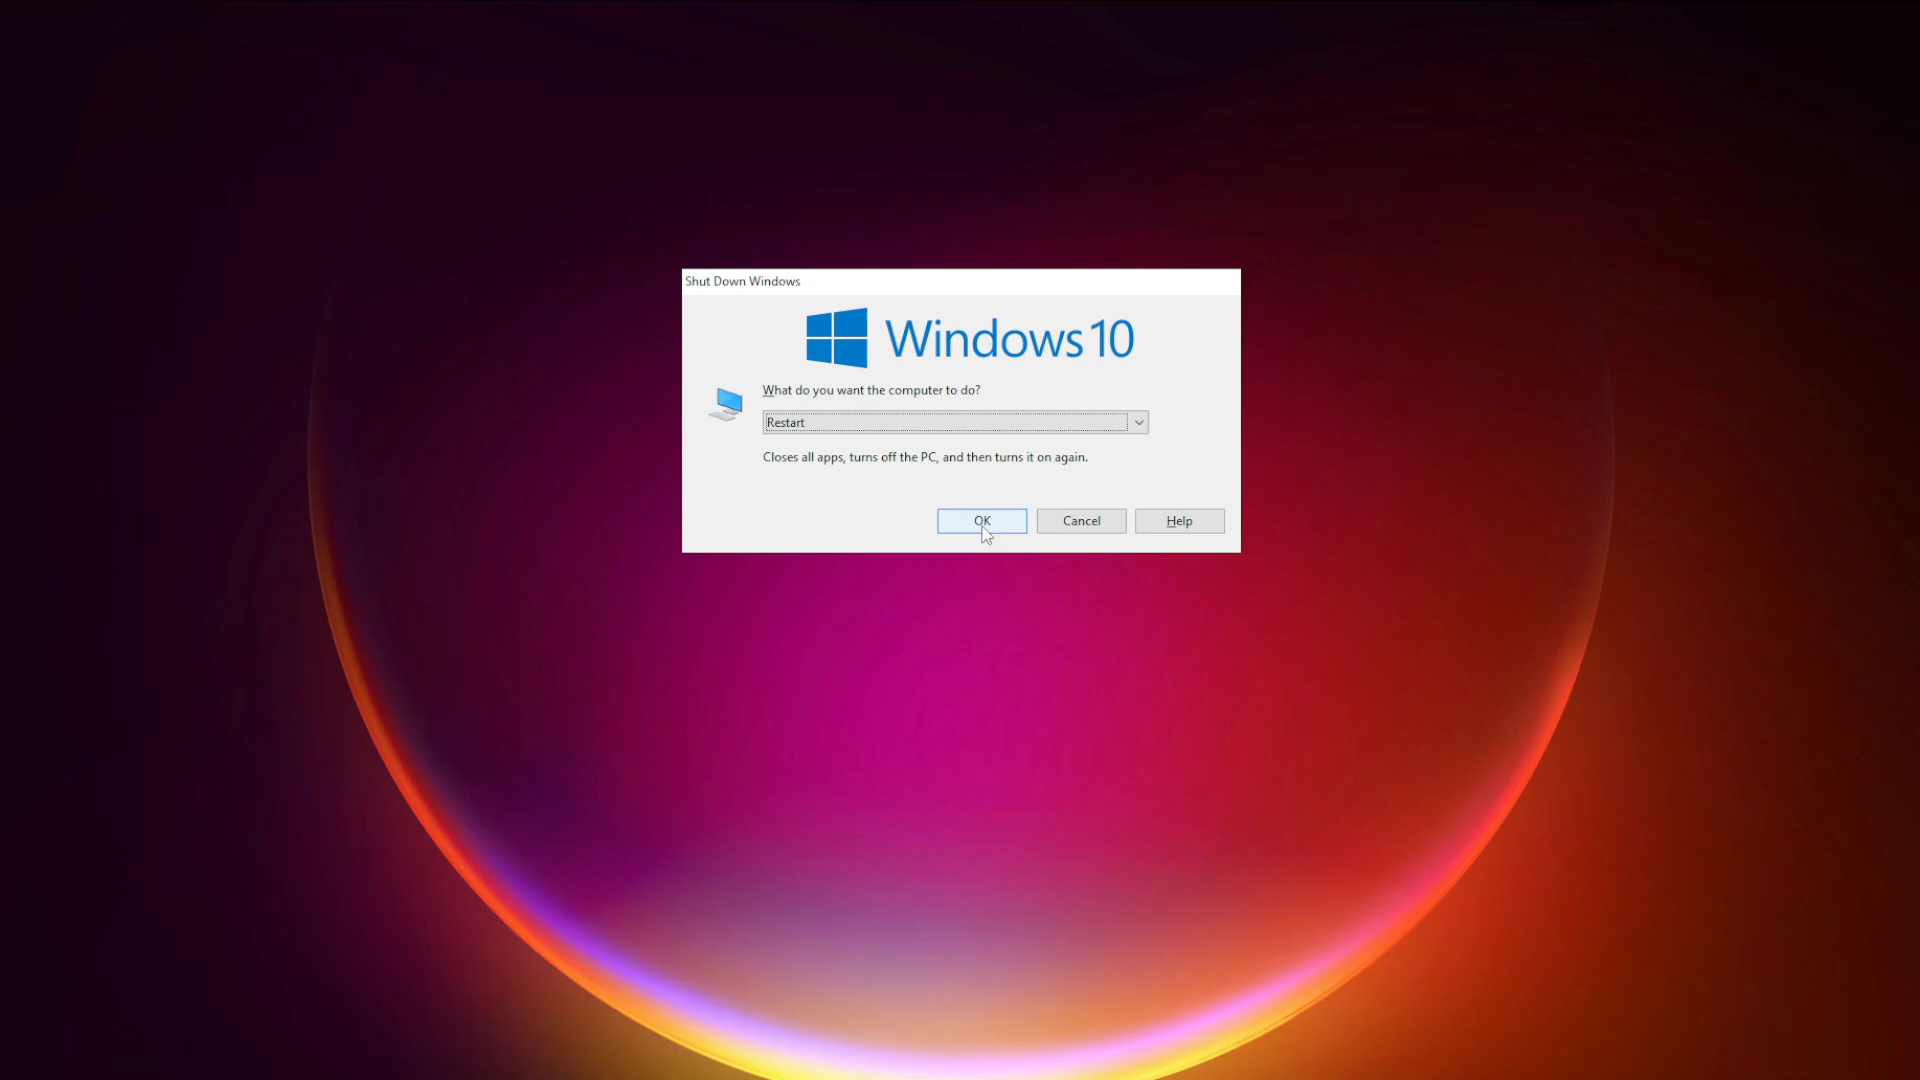 Shut Down Windows
Windows 10
What do you want the computer to do?
Restart
Closes all apps, turns off the PC, and then turns it on again.
OK Cancel Help